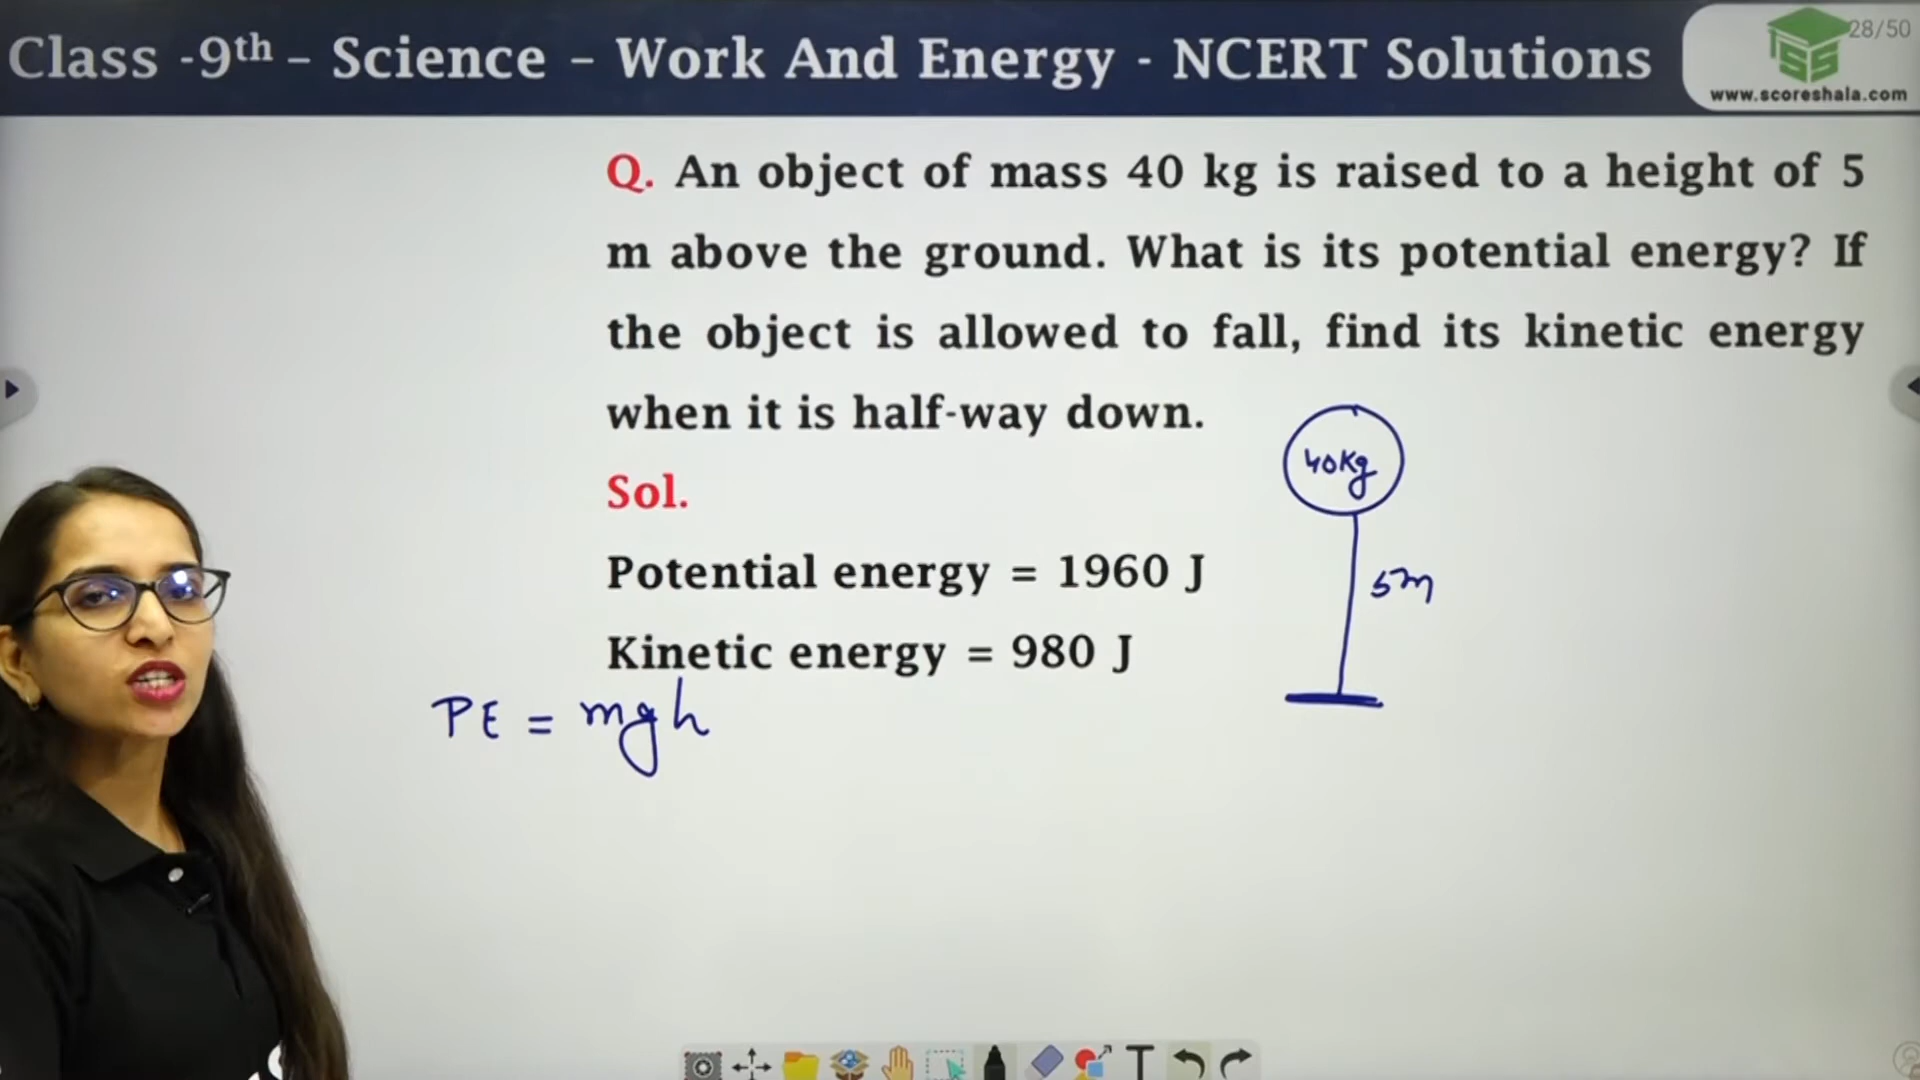 Class -9th – Science – Work And Energy - NCERT Solutions
28/50
www.scoreshala.com
Q. An object of mass 40 kg is raised to a height of 5
m above the ground. What is its potential energy? If
the object is allowed to fall, find its kinetic energy
when it is half-way down.
40Kg
Sol.
Potential energy = 1960 J
5m
Kinetic energy = 980 J
PE = mgh
T